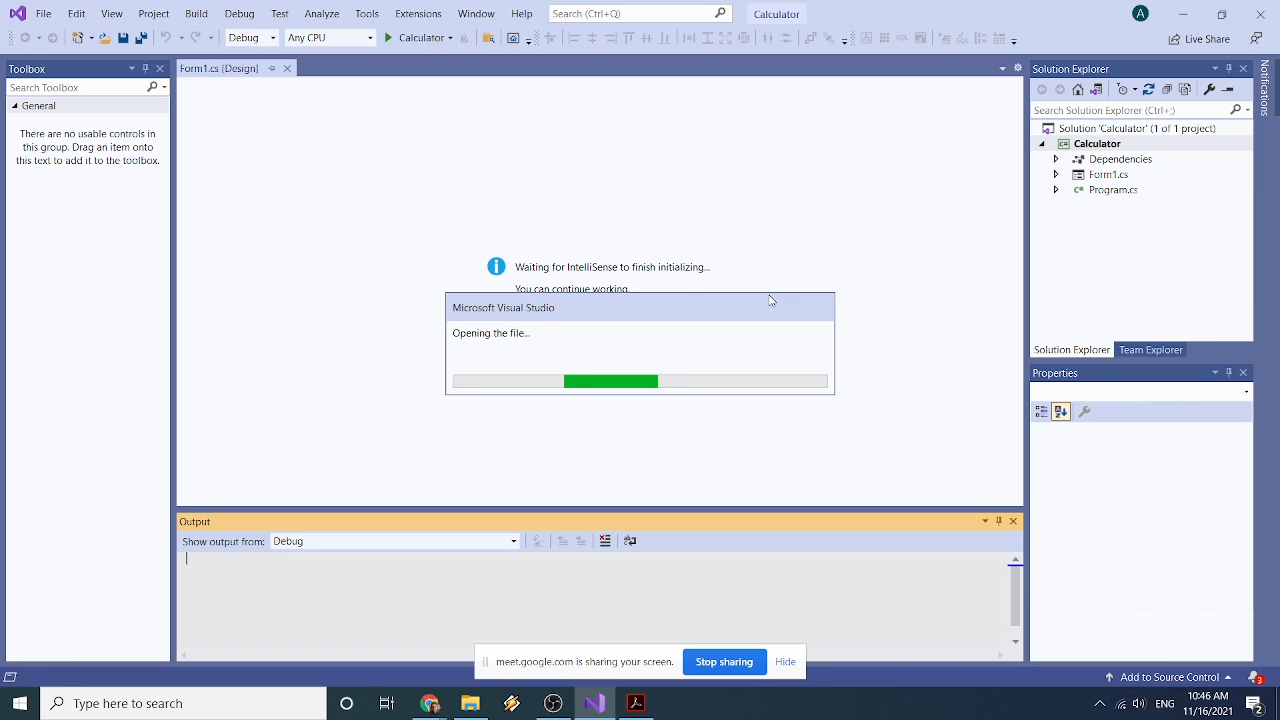 File Edit View Project Build Debug Test Analyze Tools Extensions Window Help Search (Ctrl+Q) Calculator A
Debug Any CPU Calculator Live Share
Toolbox
Search Toolbox
General
There are no usable controls in
this group. Drag an item onto
this text to add it to the toolbox.
Form1.cs [Design]
Waiting for IntelliSense to finish initializing...
You can continue working.
Microsoft Visual Studio
Opening the file...
Output
Show output from: Debug
Solution Explorer
Search Solution Explorer (Ctrl+;)
Solution 'Calculator' (1 of 1 project)
C# Calculator
Dependencies
Form1.cs
C# Program.cs
Solution Explorer Team Explorer
Properties
Notifications
meet.google.com is sharing your screen. Stop sharing Hide
Add to Source Control 3
Type here to search
ENG
10:46 AM
11/16/2021
2